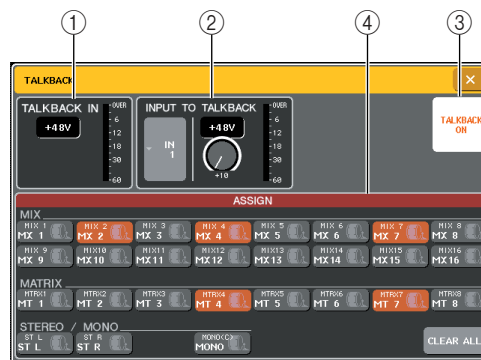 1 2 4 3
TALKBACK ×
TALKBACK IN OVER INPUT TO TALKBACK OVER
+48V 6 +48V 6 TALKBACK
12 12 ON
18 IN 18
30 1 30
60 +10 60
ASSIGN
MIX
MIX 1 MIX 2 MIX 3 MIX 4 MIX 5 MIX 6 MIX 7 MIX 8
MX 1 MX 2 MX 3 MX 4 MX 5 MX 6 MX 7 MX 8
MIX 9 MIX10 MIX11 MIX12 MIX13 MIX14 MIX15 MIX16
MX 9 MX10 MX11 MX12 MX13 MX14 MX15 MX16
MATRIX
MTRX1 MTRX2 MTRX3 MTRX4 MTRX5 MTRX6 MTRX7 MTRX8
MT 1 MT 2 MT 3 MT 4 MT 5 MT 6 MT 7 MT 8
STEREO / MONO
ST L ST R MONO(C)
ST L ST R MONO CLEAR ALL